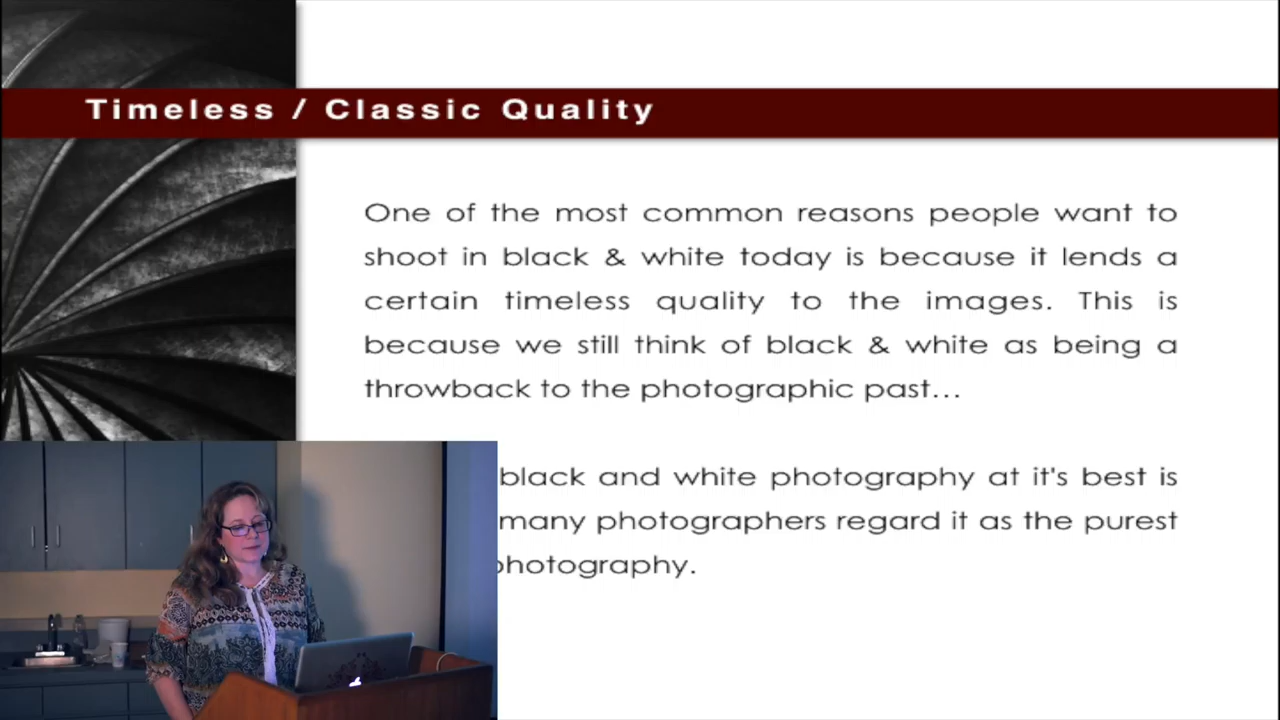 Timeless / Classic Quality
One of the most common reasons people want to
shoot in black & white today is because it lends a
certain timeless quality to the images. This is
because we still think of black & white as being a
throwback to the photographic past...
black and white photography at it's best is
many photographers regard it as the purest
photography.